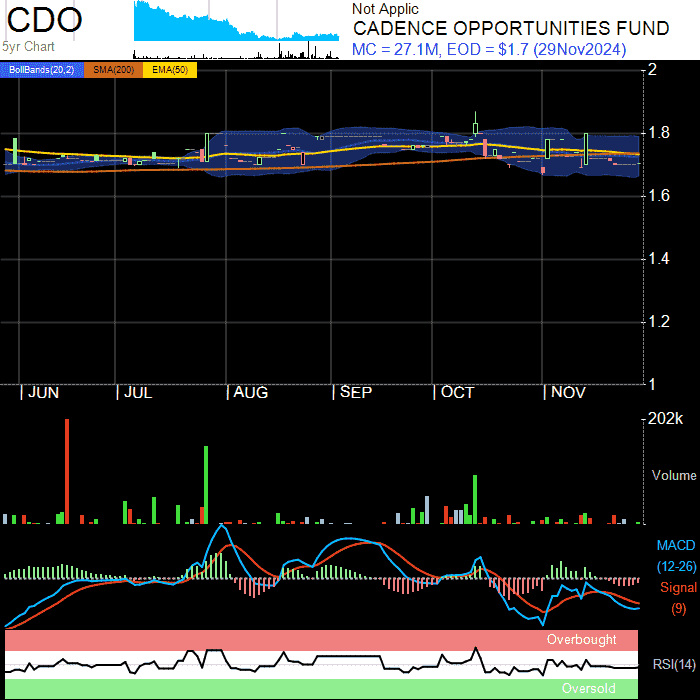 CDO
5yr Chart
Not Applic
CADENCE OPPORTUNITIES FUND
MC = 27.1M, EOD = $1.7 (29Nov2024)
BollBands(20,2) SMA(200) EMA(50)
2
1.8
1.6
1.4
1.2
1
JUN JUL AUG SEP OCT NOV
202k
Volume
MACD
(12-26)
Signal
(9)
Overbought
RSI(14)
Oversold